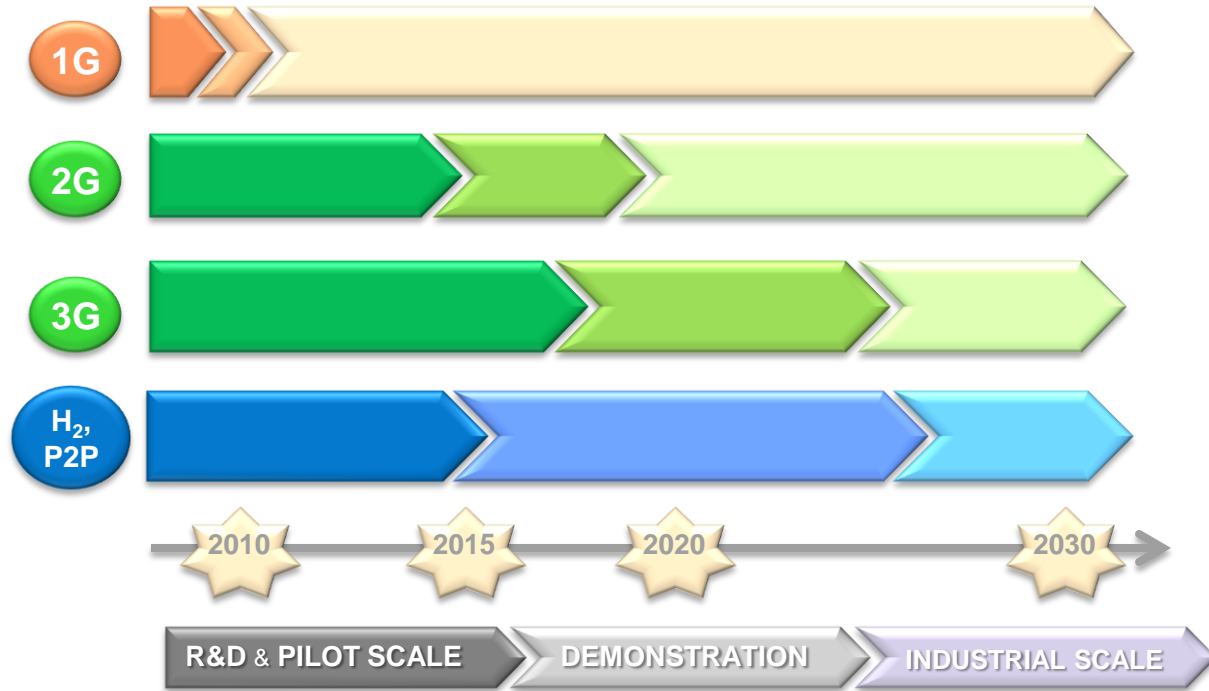 1G
2G
3G
H₂,
P2P
2010 2015 2020 2030
R&D & PILOT SCALE DEMONSTRATION INDUSTRIAL SCALE